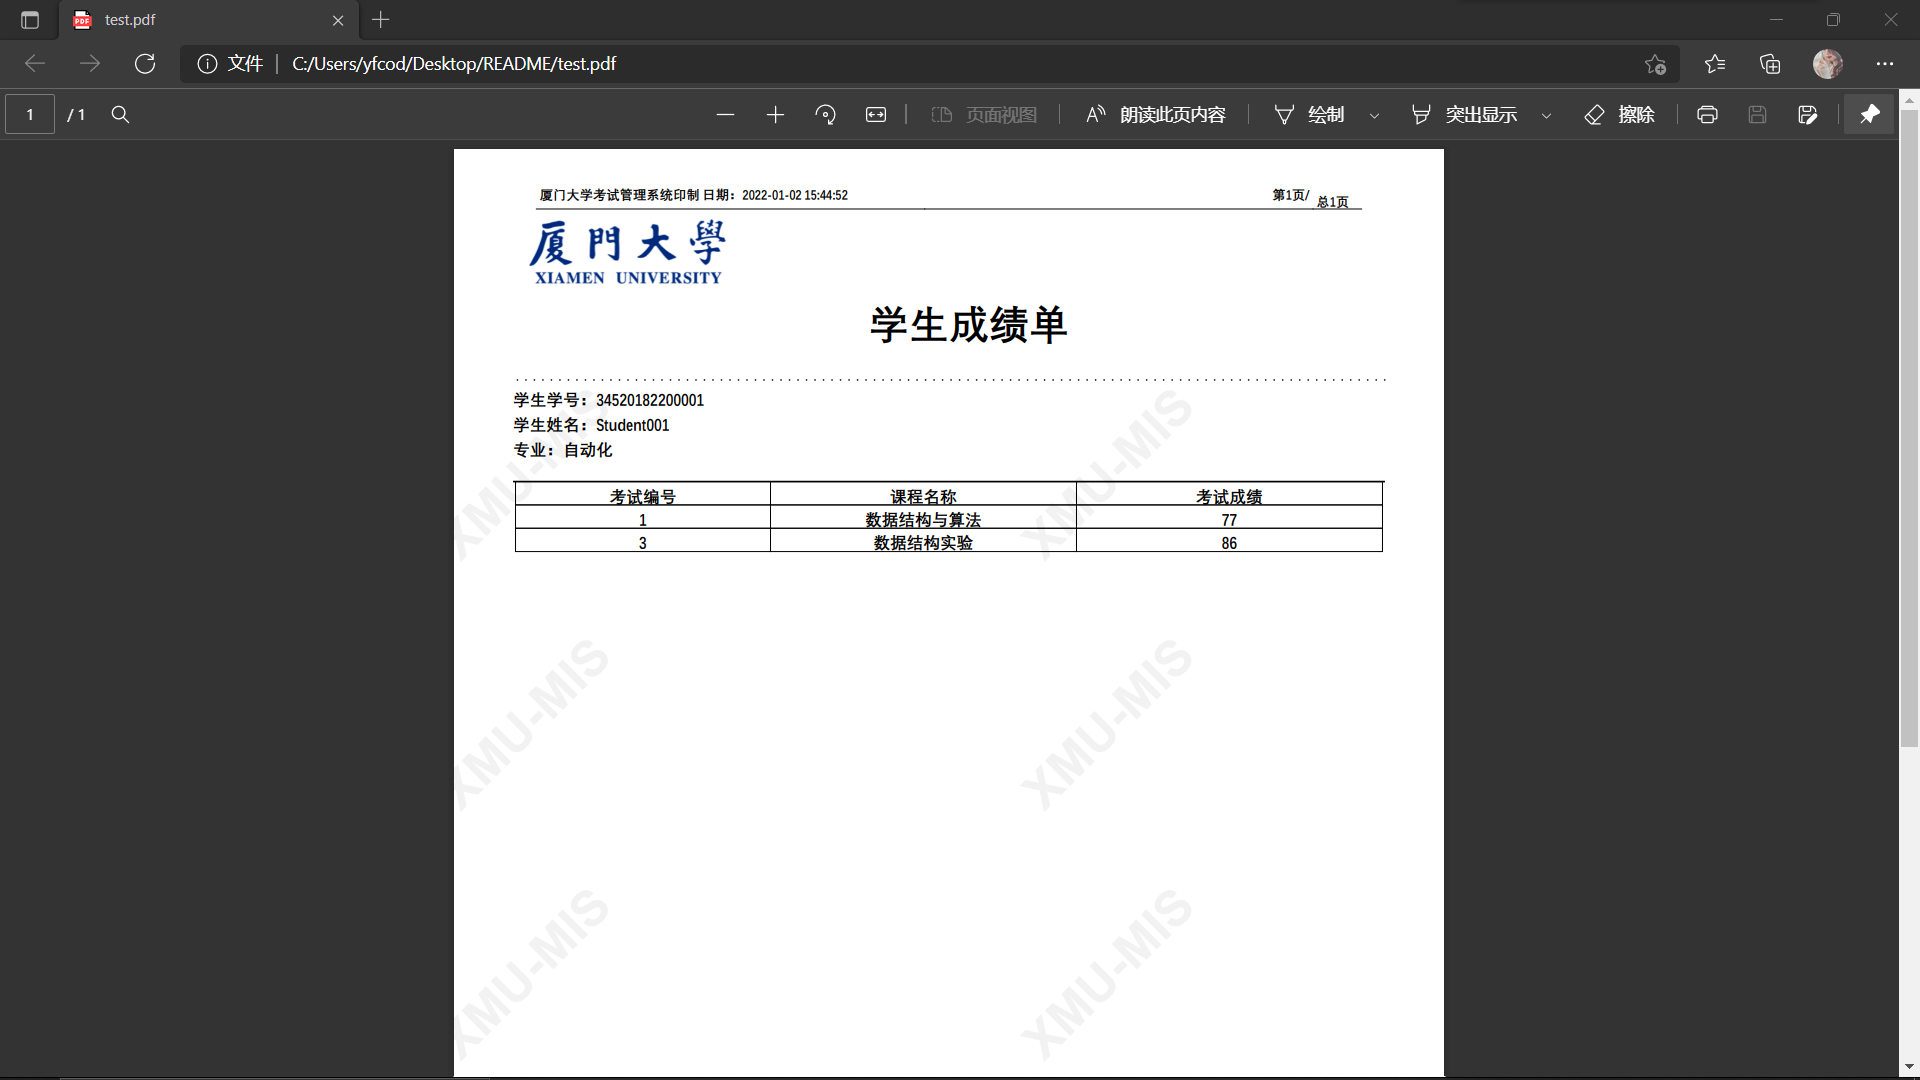 test.pdf
文件 C:/Users/yfcod/Desktop/README/test.pdf
1 / 1 页面视图 朗读此页内容 绘制 突出显示 擦除
厦门大学考试管理系统印制 日期：2022-01-02 15:44:52 第1页/ 总1页
厦門大學
XIAMEN UNIVERSITY
学生成绩单
学生学号：34520182200001
学生姓名：Student001
专业：自动化
考试编号 课程名称 考试成绩
1 数据结构与算法 77
3 数据结构实验 86
XMU-MIS XMU-MIS
XMU-MIS XMU-MIS
XMU-MIS XMU-MIS